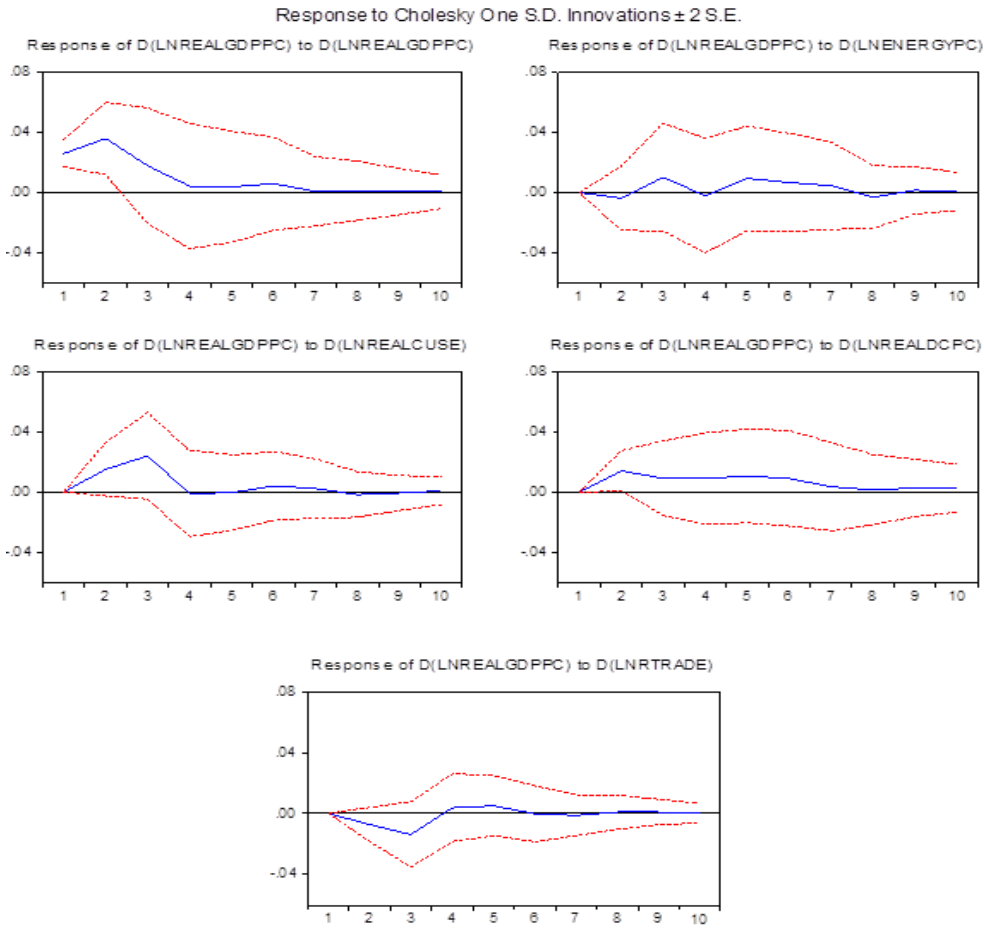 Response to Cholesky One S.D. Innovations ± 2 S.E.
Response of D(LNREALGDPPC) to D(LNREALGDPPC)
.08
.04
.00
-.04
1 2 3 4 5 6 7 8 9 10
Response of D(LNREALGDPPC) to D(LNENERGYPC)
.08
.04
.00
-.04
1 2 3 4 5 6 7 8 9 10
Response of D(LNREALGDPPC) to D(LNREALCUSE)
.08
.04
.00
-.04
1 2 3 4 5 6 7 8 9 10
Response of D(LNREALGDPPC) to D(LNREALDCPC)
.08
.04
.00
-.04
1 2 3 4 5 6 7 8 9 10
Response of D(LNREALGDPPC) to D(LNRTRADE)
.08
.04
.00
-.04
1 2 3 4 5 6 7 8 9 10